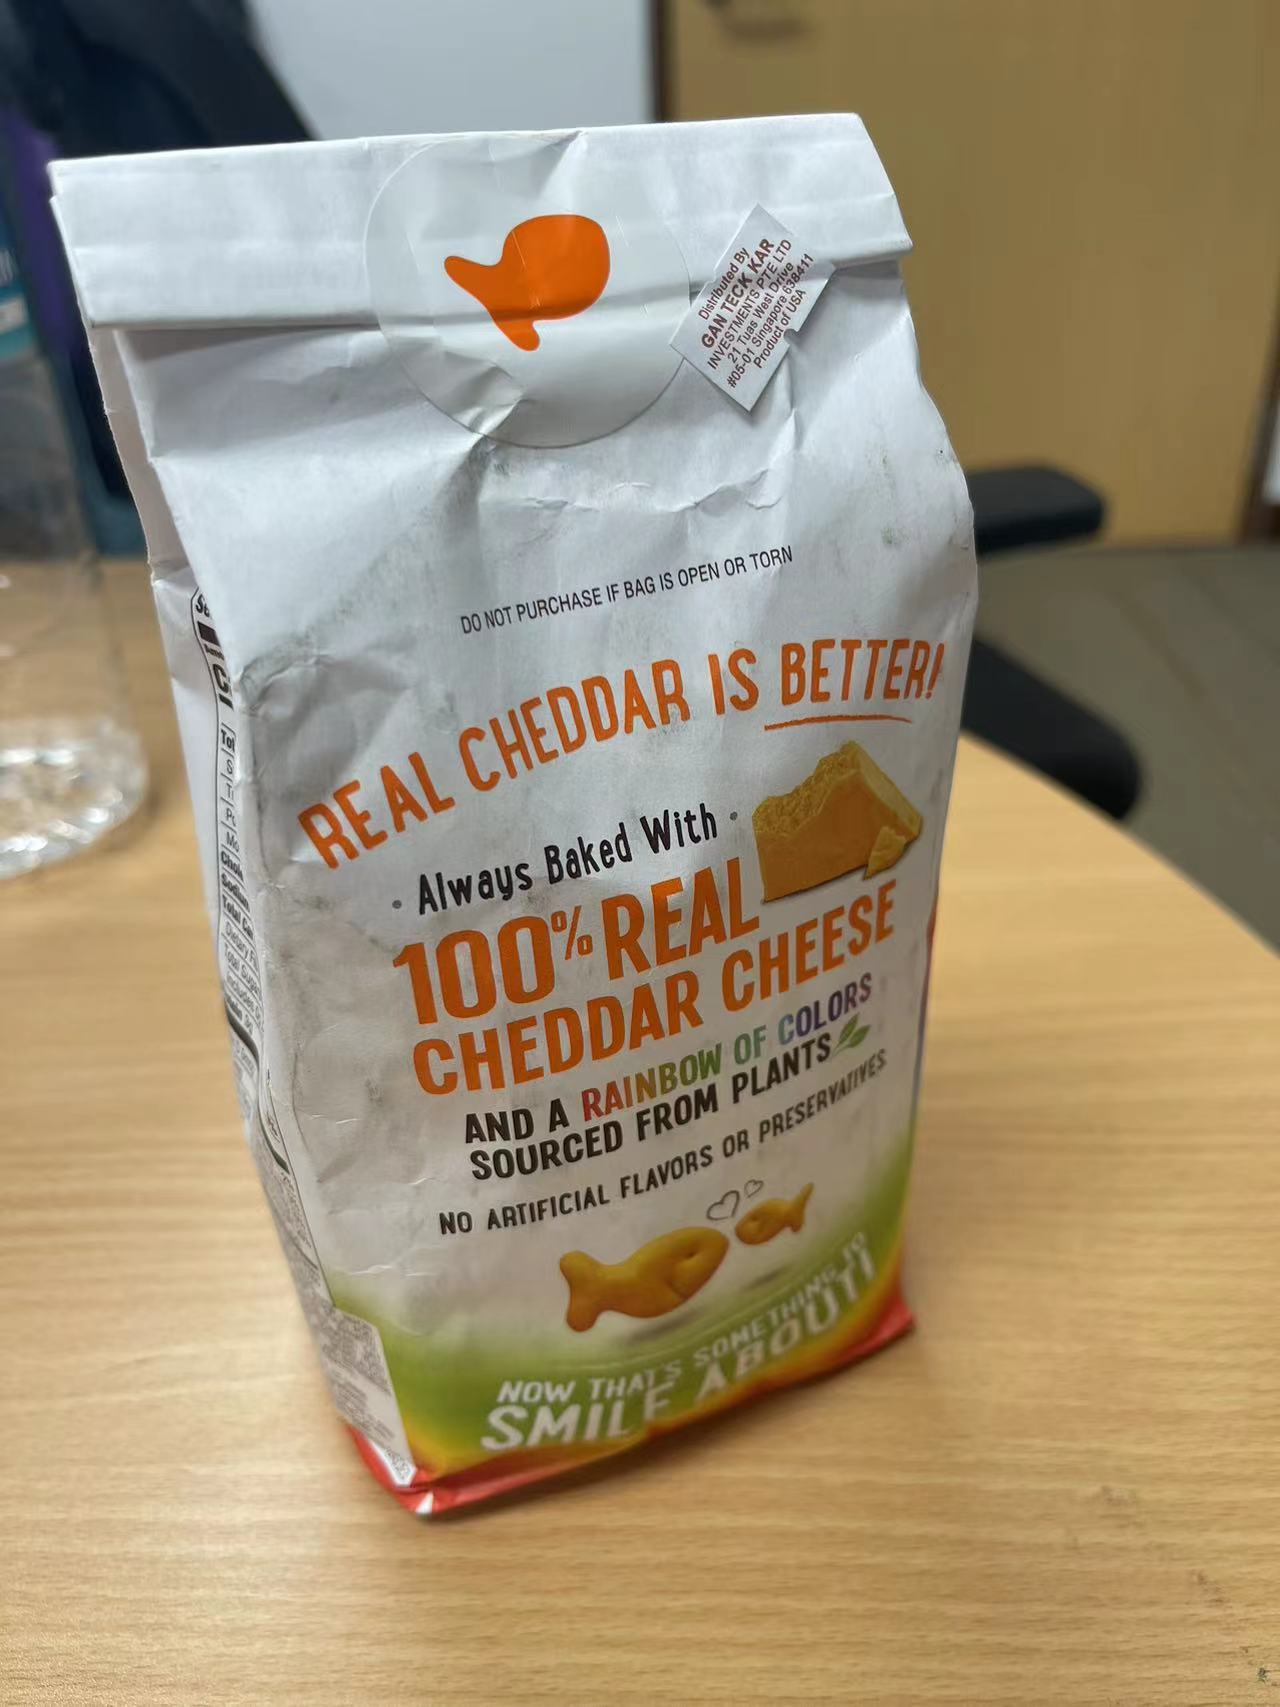 Distributed By
GAN TECK KAR
INVESTMENTS PTE LTD
21 Tuas West Drive
#05-01 Singapore 638411
Product of USA
DO NOT PURCHASE IF BAG IS OPEN OR TORN
REAL CHEDDAR IS BETTER!
· Always Baked With ·
100% REAL
CHEDDAR CHEESE
AND A RAINBOW OF COLORS
SOURCED FROM PLANTS
NO ARTIFICIAL FLAVORS OR PRESERVATIVES
NOW THAT'S SOMETHING TO
SMILE ABOUT!